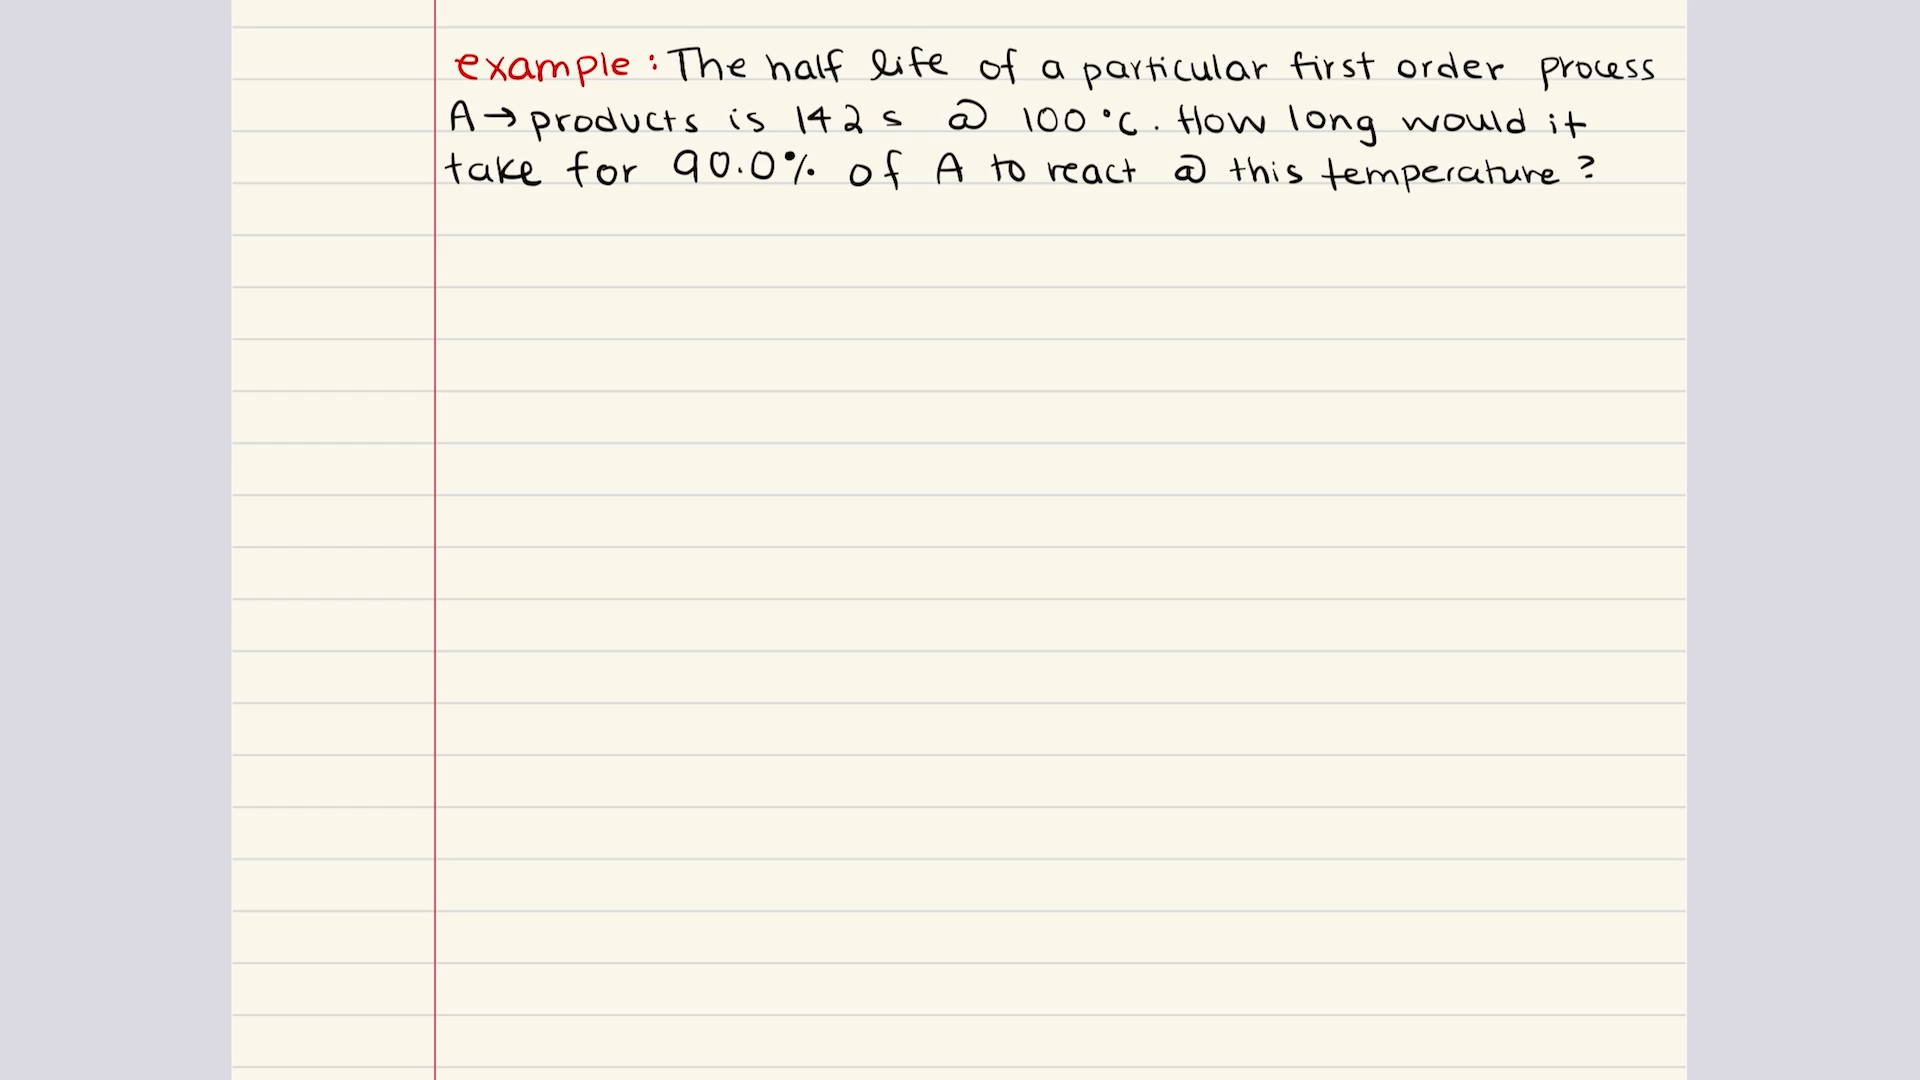 example: The half life of a particular first order process
A → products is 142 s @ 100 °C. How long would it
take for 90.0% of A to react @ this temperature?